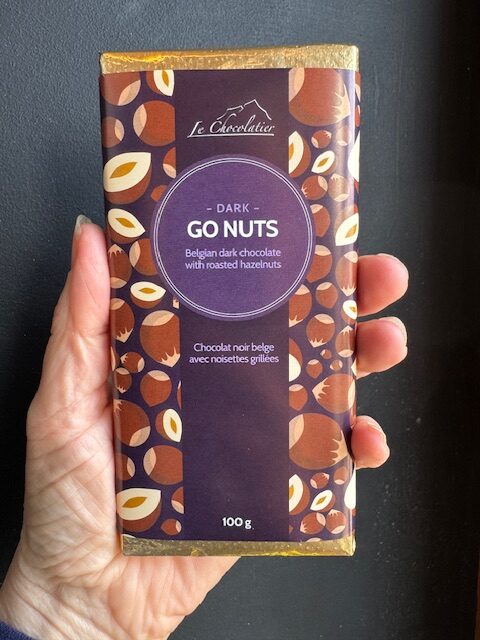 Le Chocolatier
- DARK -
GO NUTS
Belgian dark chocolate
with roasted hazelnuts
Chocolat noir belge
avec noisettes grillées
100 g